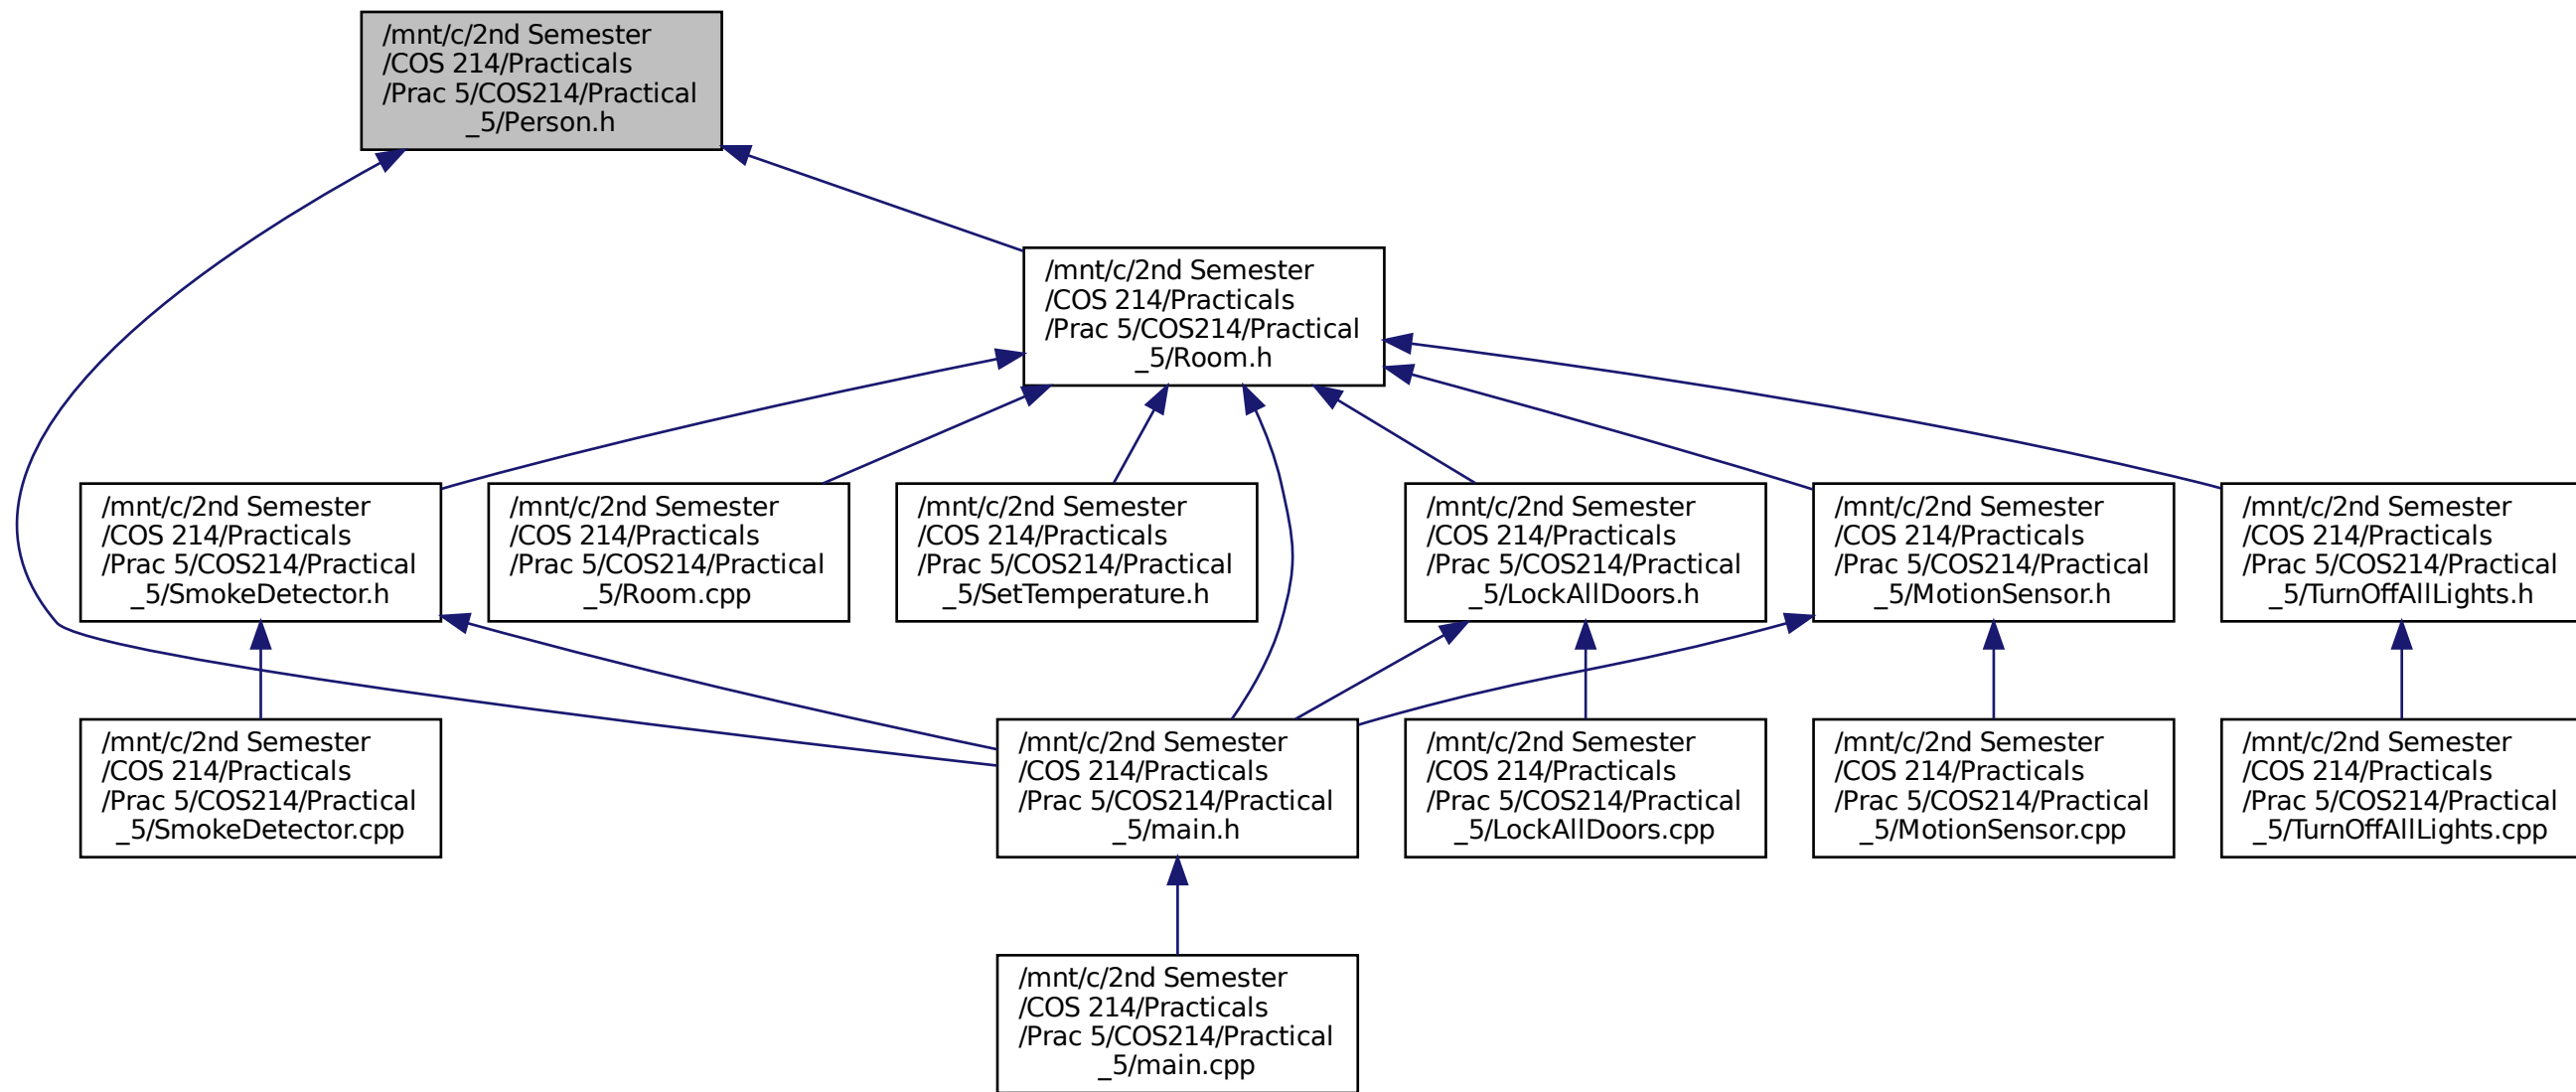 /mnt/c/2nd Semester
/COS 214/Practicals
/Prac 5/COS214/Practical
_5/Person.h
/mnt/c/2nd Semester
/COS 214/Practicals
/Prac 5/COS214/Practical
_5/Room.h
/mnt/c/2nd Semester
/COS 214/Practicals
/Prac 5/COS214/Practical
_5/SmokeDetector.h
/mnt/c/2nd Semester
/COS 214/Practicals
/Prac 5/COS214/Practical
_5/Room.cpp
/mnt/c/2nd Semester
/COS 214/Practicals
/Prac 5/COS214/Practical
_5/SetTemperature.h
/mnt/c/2nd Semester
/COS 214/Practicals
/Prac 5/COS214/Practical
_5/LockAllDoors.h
/mnt/c/2nd Semester
/COS 214/Practicals
/Prac 5/COS214/Practical
_5/MotionSensor.h
/mnt/c/2nd Semester
/COS 214/Practicals
/Prac 5/COS214/Practical
_5/TurnOffAllLights.h
/mnt/c/2nd Semester
/COS 214/Practicals
/Prac 5/COS214/Practical
_5/SmokeDetector.cpp
/mnt/c/2nd Semester
/COS 214/Practicals
/Prac 5/COS214/Practical
_5/main.h
/mnt/c/2nd Semester
/COS 214/Practicals
/Prac 5/COS214/Practical
_5/LockAllDoors.cpp
/mnt/c/2nd Semester
/COS 214/Practicals
/Prac 5/COS214/Practical
_5/MotionSensor.cpp
/mnt/c/2nd Semester
/COS 214/Practicals
/Prac 5/COS214/Practical
_5/TurnOffAllLights.cpp
/mnt/c/2nd Semester
/COS 214/Practicals
/Prac 5/COS214/Practical
_5/main.cpp